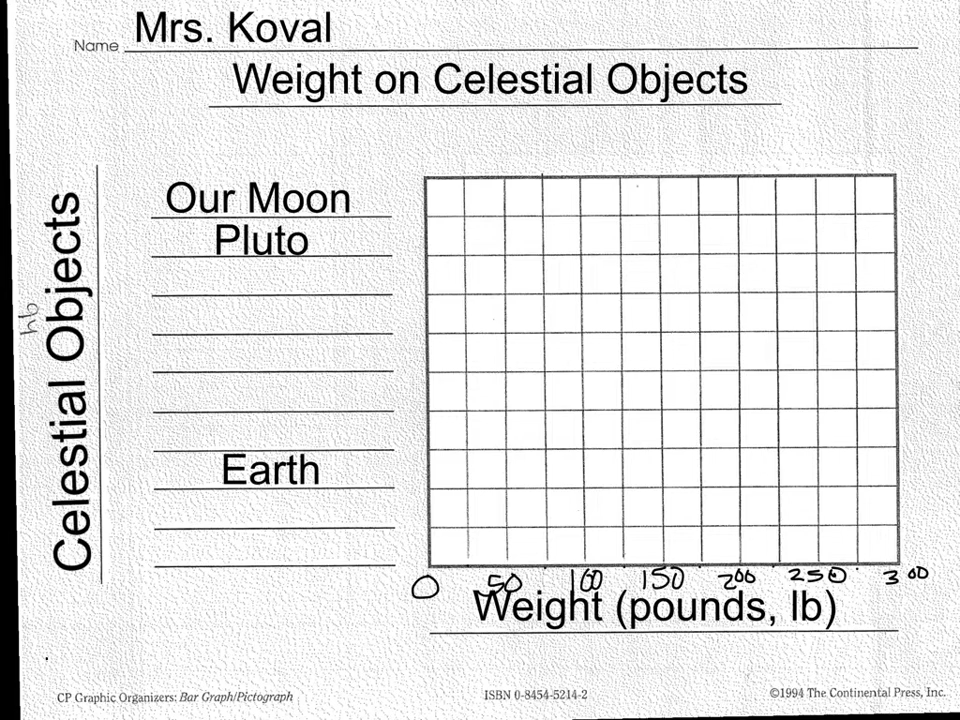 Name Mrs. Koval
Weight on Celestial Objects
Celestial Objects
Our Moon
Pluto
Earth
0 50 100 150 200 250 300
Weight (pounds, lb)
CP Graphic Organizers: Bar Graph/Pictograph ISBN 0-8454-5214-2 ©1994 The Continental Press, Inc.